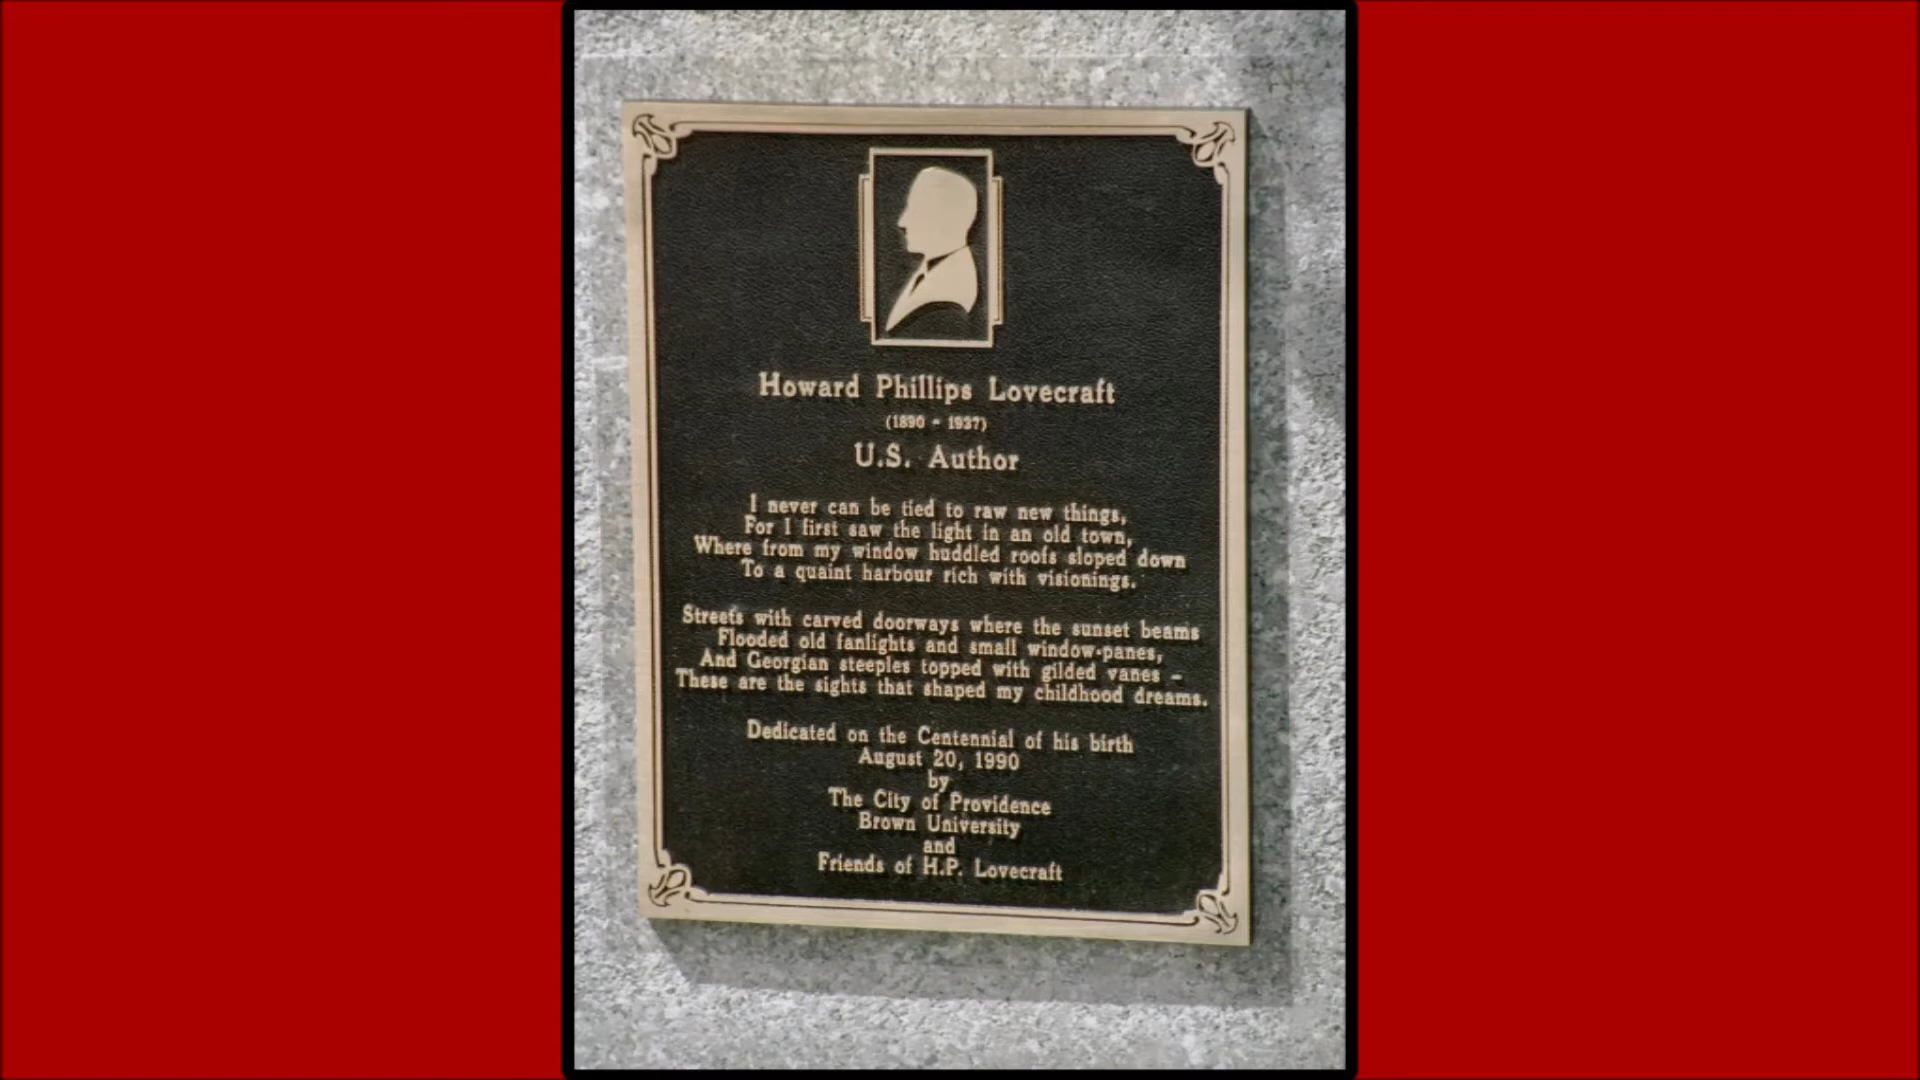 Howard Phillips Lovecraft
(1890 - 1937)
U.S. Author
I never can be tied to raw new things,
For I first saw the light in an old town,
Where from my window huddled roofs sloped down
To a quaint harbour rich with visionings.
Streets with carved doorways where the sunset beams
Flooded old fanlights and small window-panes,
And Georgian steeples topped with gilded vanes -
These are the sights that shaped my childhood dreams.
Dedicated on the Centennial of his birth
August 20, 1990
by
The City of Providence
Brown University
and
Friends of H.P. Lovecraft